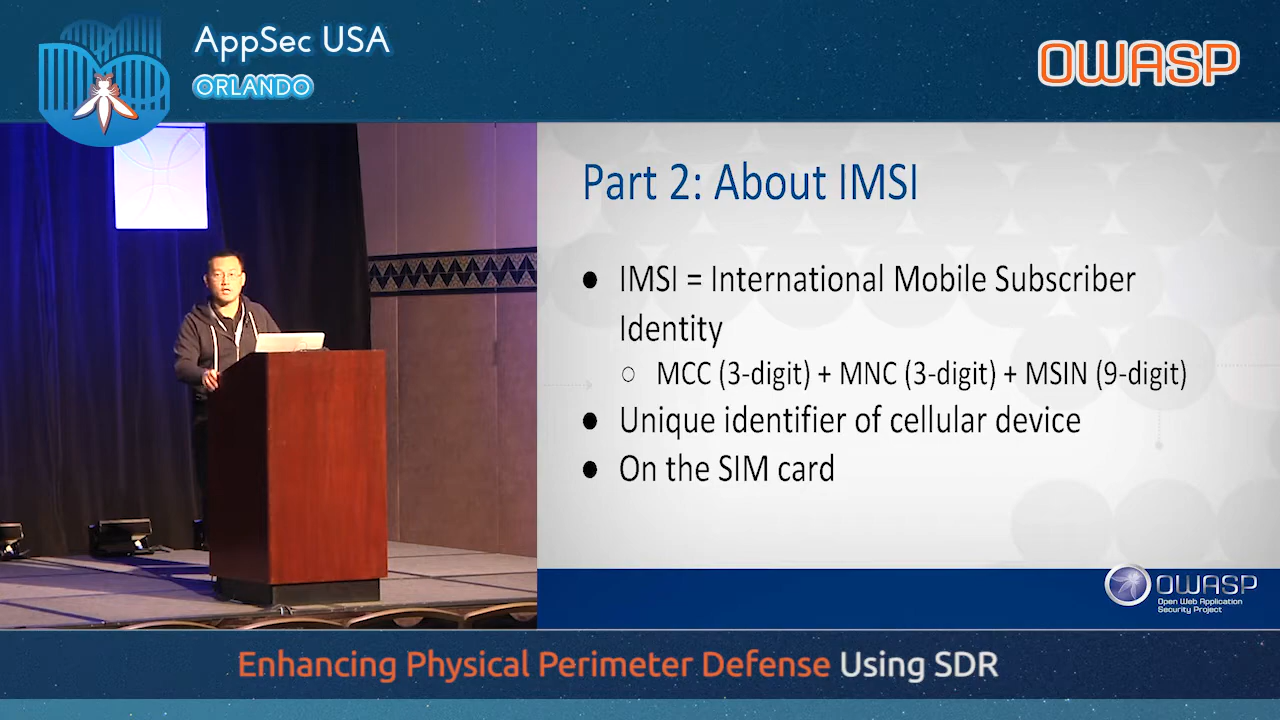 AppSec USA
ORLANDO
OWASP
Part 2: About IMSI
● IMSI = International Mobile Subscriber
Identity
○ MCC (3-digit) + MNC (3-digit) + MSIN (9-digit)
● Unique identifier of cellular device
● On the SIM card
OWASP
Open Web Application
Security Project
Enhancing Physical Perimeter Defense Using SDR